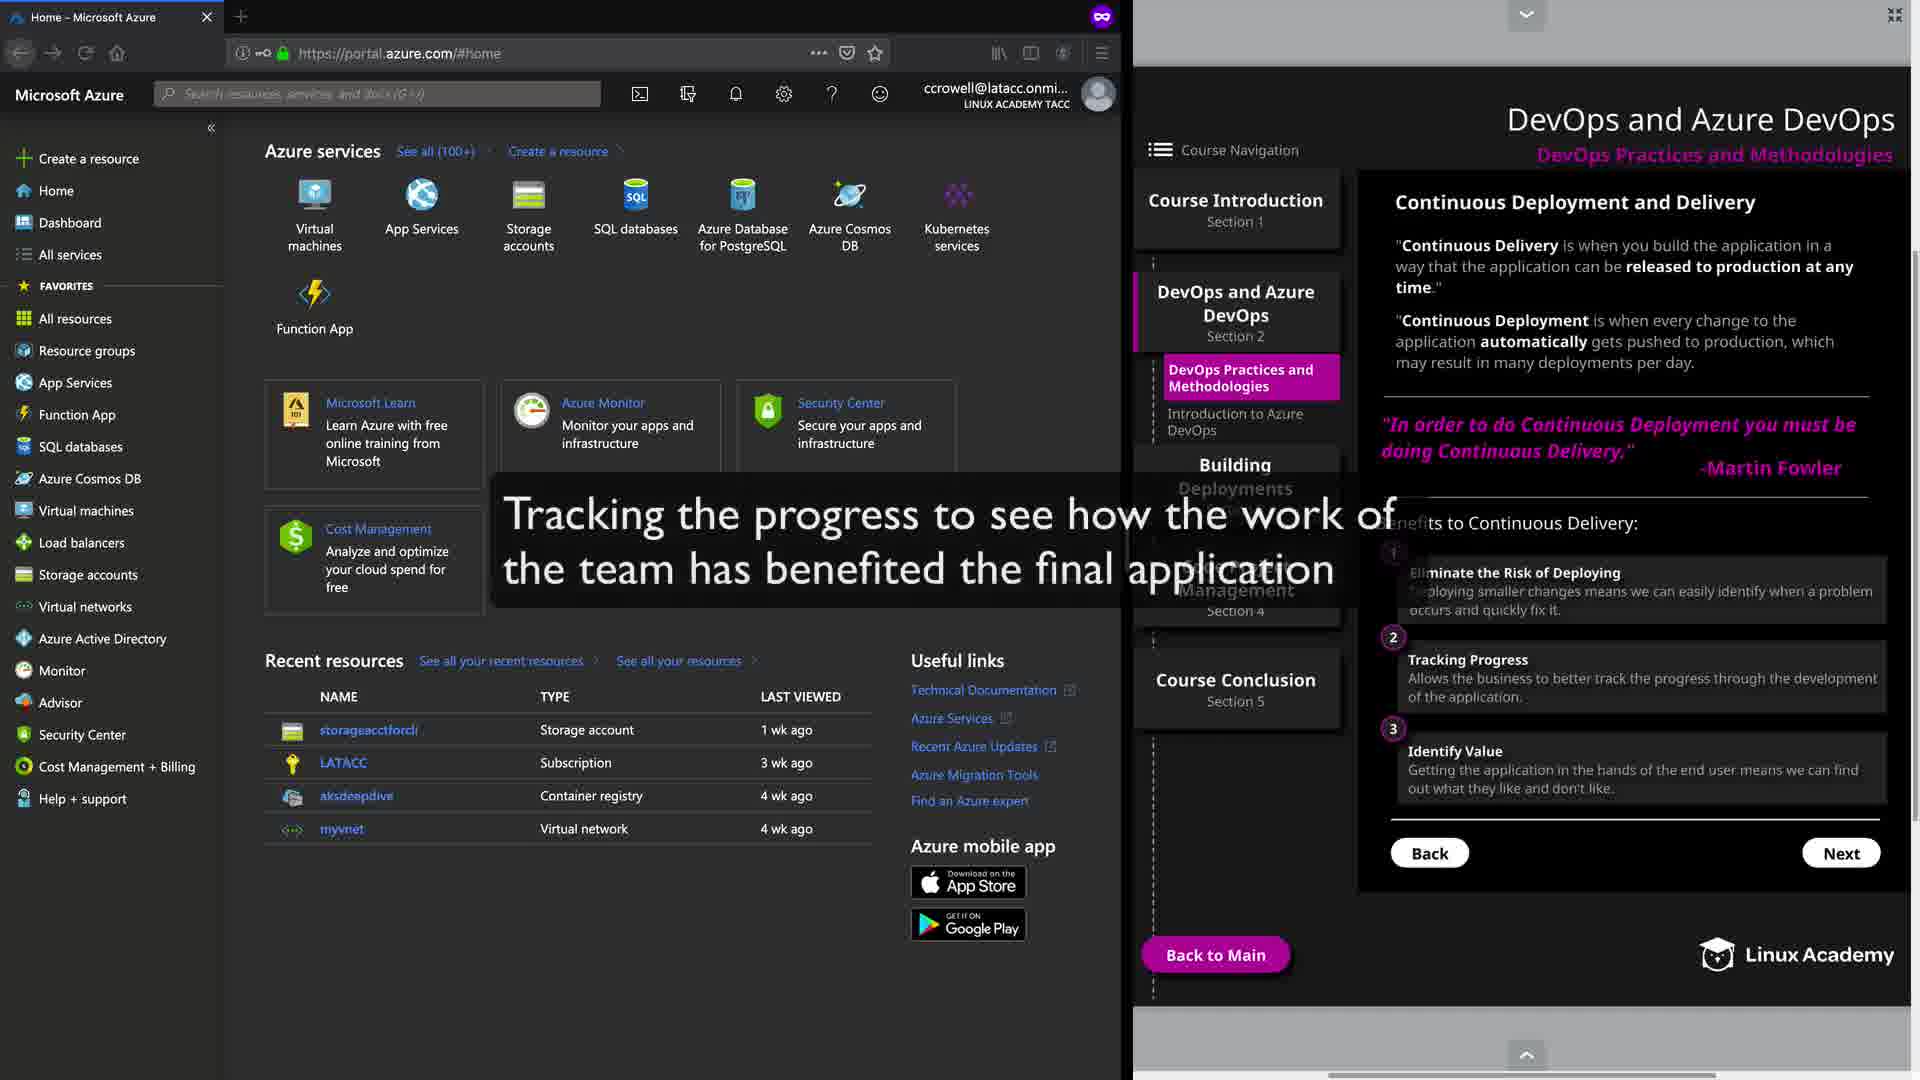 Home - Microsoft Azure
https://portal.azure.com/#home
Microsoft Azure
Search resources, services, and docs (G+/)
ccrowell@latacc.onmi...
LINUX ACADEMY TACC
Create a resource
Home
Dashboard
All services
FAVORITES
All resources
Resource groups
App Services
Function App
SQL databases
Azure Cosmos DB
Virtual machines
Load balancers
Storage accounts
Virtual networks
Azure Active Directory
Monitor
Advisor
Security Center
Cost Management + Billing
Help + support
Azure services
See all (100+)
Create a resource
Virtual
machines
App Services
Storage
accounts
SQL databases
Azure Database
for PostgreSQL
Azure Cosmos
DB
Kubernetes
services
Function App
Microsoft Learn
Learn Azure with free
online training from
Microsoft
Azure Monitor
Monitor your apps and
infrastructure
Security Center
Secure your apps and
infrastructure
Cost Management
Analyze and optimize
your cloud spend for
free
Tracking the progress to see how the work of
the team has benefited the final application
Recent resources
See all your recent resources
See all your resources
NAME TYPE LAST VIEWED
storageacctforcli Storage account 1 wk ago
LATACC Subscription 3 wk ago
aksdeepdive Container registry 4 wk ago
myvnet Virtual network 4 wk ago
Useful links
Technical Documentation
Azure Services
Recent Azure Updates
Azure Migration Tools
Find an Azure expert
Azure mobile app
Download on the
App Store
GET IT ON
Google Play
DevOps and Azure DevOps
DevOps Practices and Methodologies
Course Navigation
Course Introduction
Section 1
DevOps and Azure
DevOps
Section 2
DevOps Practices and
Methodologies
Introduction to Azure
DevOps
Building
Deployments
Management
Section 4
Course Conclusion
Section 5
Back to Main
Continuous Deployment and Delivery
"Continuous Delivery is when you build the application in a
way that the application can be released to production at any
time."
"Continuous Deployment is when every change to the
application automatically gets pushed to production, which
may result in many deployments per day.
"In order to do Continuous Deployment you must be
doing Continuous Delivery."
-Martin Fowler
Benefits to Continuous Delivery:
1
Eliminate the Risk of Deploying
Deploying smaller changes means we can easily identify when a problem
occurs and quickly fix it.
2
Tracking Progress
Allows the business to better track the progress through the development
of the application.
3
Identify Value
Getting the application in the hands of the end user means we can find
out what they like and don't like.
Back
Next
Linux Academy